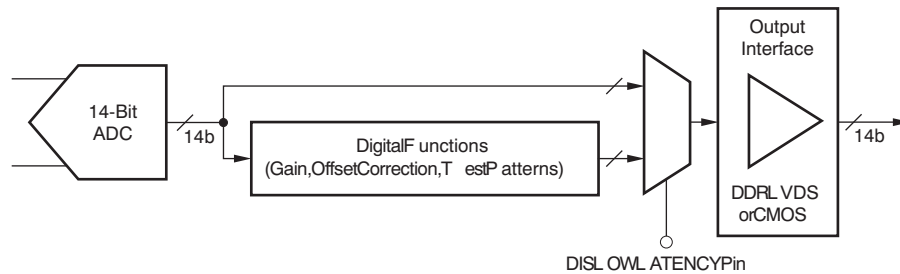 14-Bit
ADC
14b
DigitalF unctions
(Gain,OffsetCorrection,T estP atterns)
DISL OWL ATENCYPin
Output
Interface
DDRL VDS
orCMOS
14b